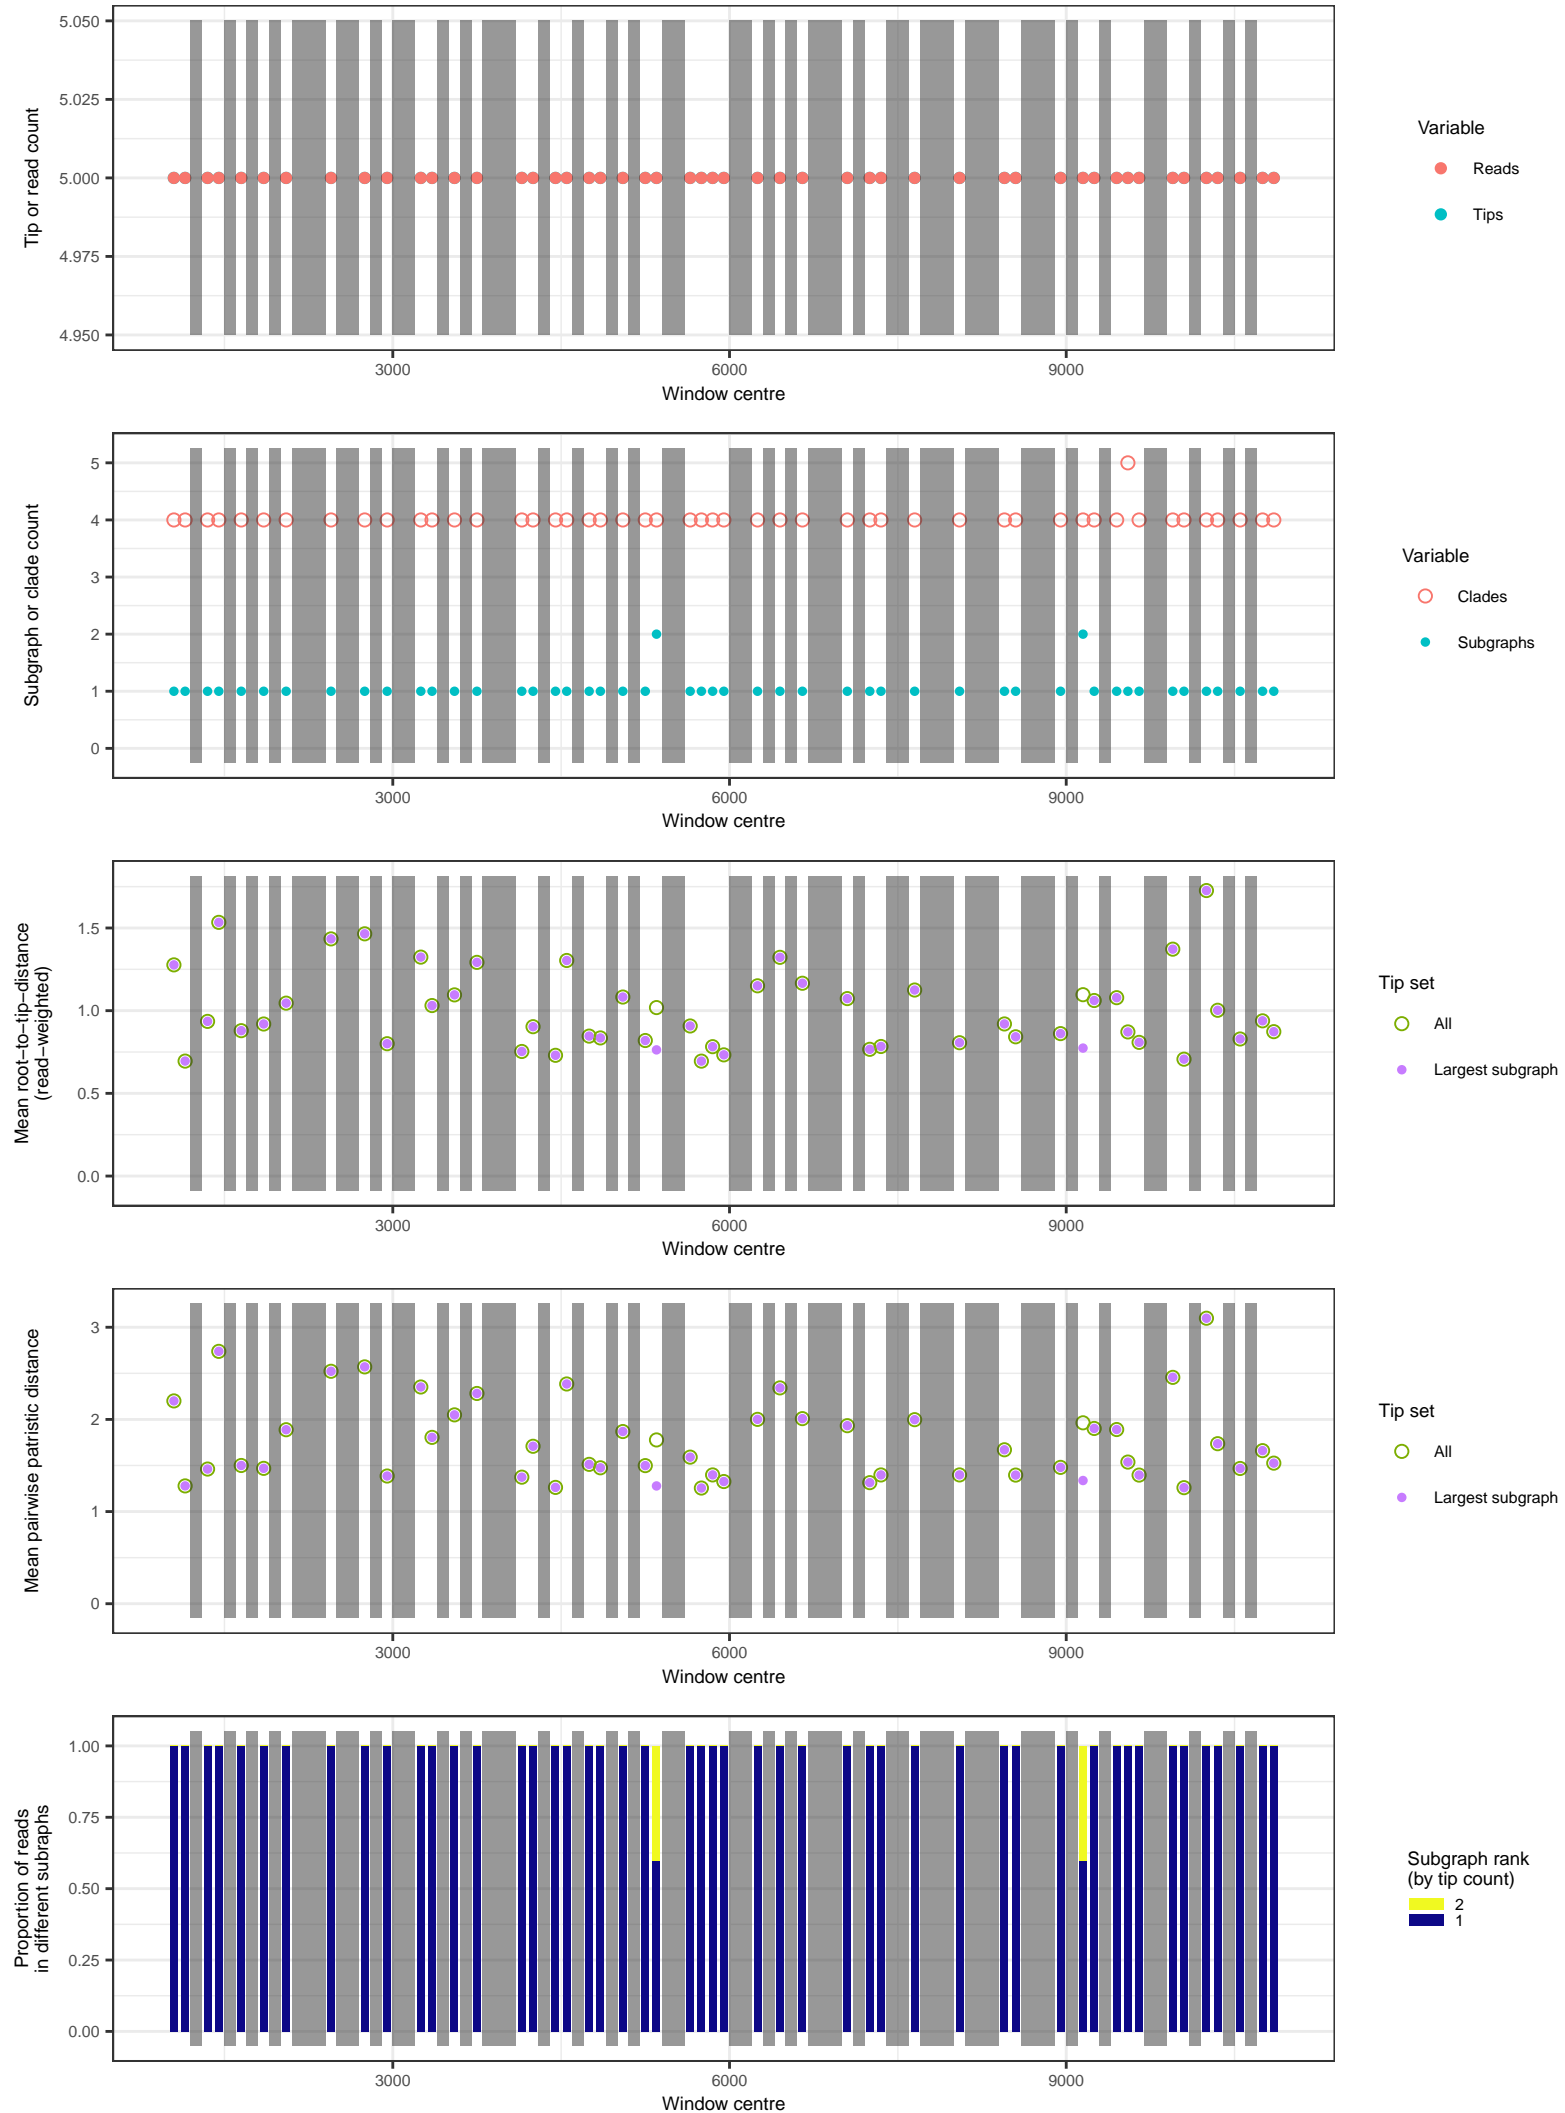 5.050
5.025
5.000
4.975
4.950
Tip or read count
3000
6000
9000
Window centre
Variable
Reads
Tips
5
4
3
2
1
0
Subgraph or clade count
3000
6000
9000
Window centre
Variable
Clades
Subgraphs
1.5
1.0
0.5
0.0
Mean root−to−tip−distance
(read−weighted)
3000
6000
9000
Window centre
Tip set
All
Largest subgraph
3
2
1
0
Mean pairwise patristic distance
3000
6000
9000
Window centre
Tip set
All
Largest subgraph
1.00
0.75
0.50
0.25
0.00
Proportion of reads
in different subraphs
3000
6000
9000
Window centre
Subgraph rank
(by tip count)
2
1